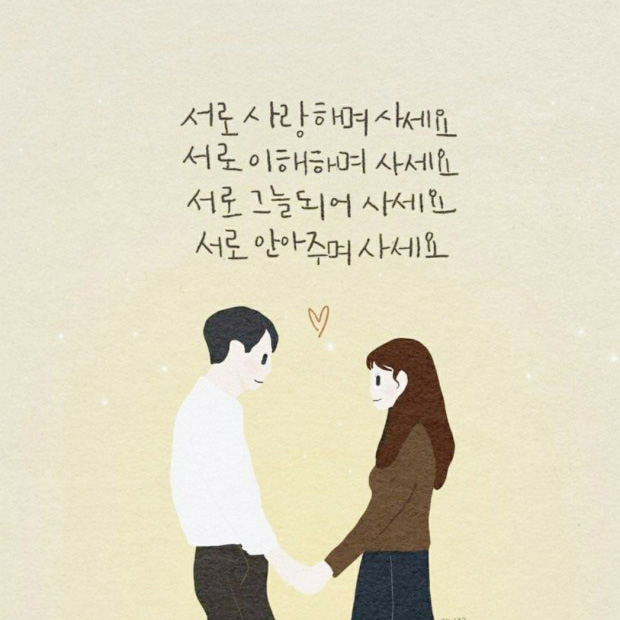 서로 사랑하며 사세요
서로 이해하며 사세요
서로 그늘되어 사세요
서로 안아주며 사세요